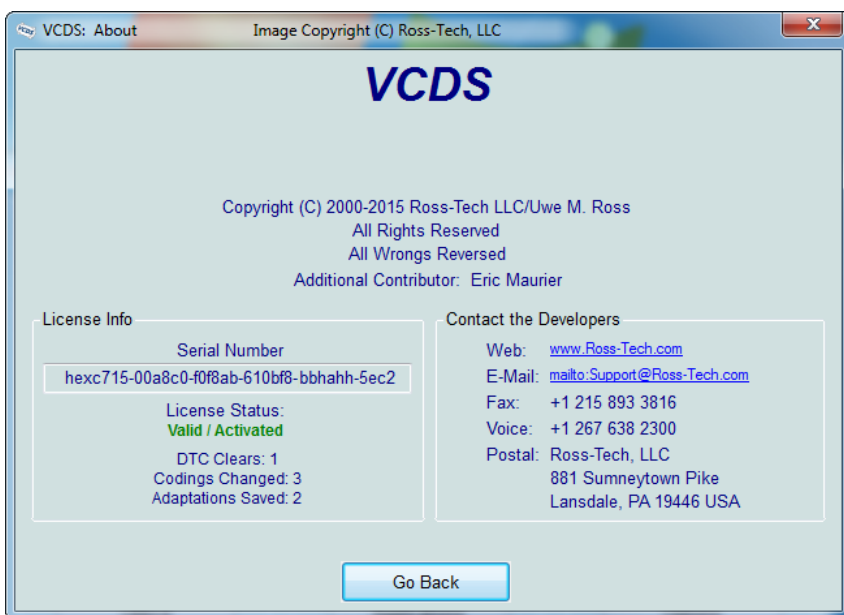 VCDS: About
Image Copyright (C) Ross-Tech, LLC
VCDS
Copyright (C) 2000-2015 Ross-Tech LLC/Uwe M. Ross
All Rights Reserved
All Wrongs Reversed
Additional Contributor: Eric Maurier
License Info
Serial Number
hexc715-00a8c0-f0f8ab-610bf8-bbhahh-5ec2
License Status:
Valid / Activated
DTC Clears: 1
Codings Changed: 3
Adaptations Saved: 2
Contact the Developers
Web: www.Ross-Tech.com
E-Mail: mailto:Support@Ross-Tech.com
Fax: +1 215 893 3816
Voice: +1 267 638 2300
Postal: Ross-Tech, LLC
881 Sumneytown Pike
Lansdale, PA 19446 USA
Go Back